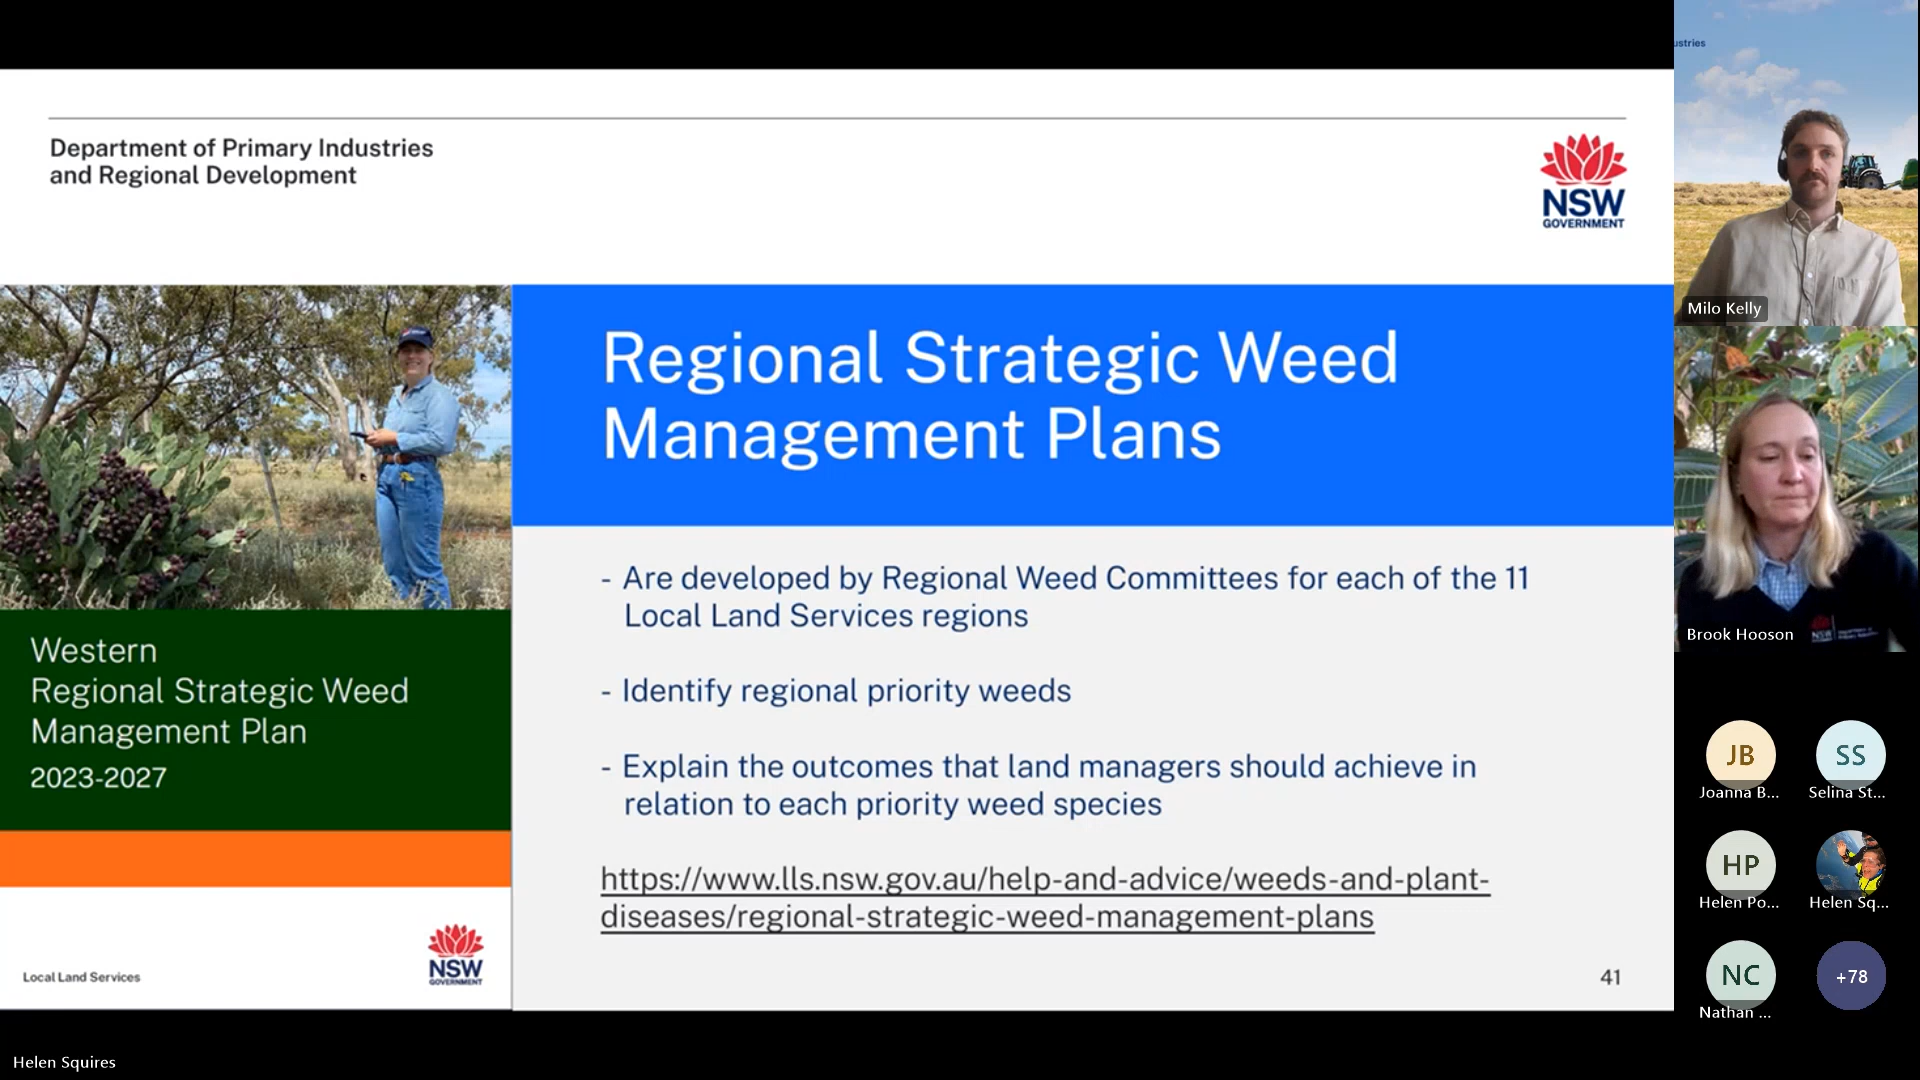 Department of Primary Industries
and Regional Development
NSW
GOVERNMENT
Regional Strategic Weed
Management Plans
- Are developed by Regional Weed Committees for each of the 11
Local Land Services regions
- Identify regional priority weeds
- Explain the outcomes that land managers should achieve in
relation to each priority weed species
https://www.lls.nsw.gov.au/help-and-advice/weeds-and-plant-
diseases/regional-strategic-weed-management-plans
41
Western
Regional Strategic Weed
Management Plan
2023-2027
Local Land Services
NSW
GOVERNMENT
Helen Squires
ustries
Milo Kelly
NSW
Brook Hooson
JB
Joanna B...
SS
Selina St...
HP
Helen Po...
Helen Sq...
NC
Nathan ...
+78